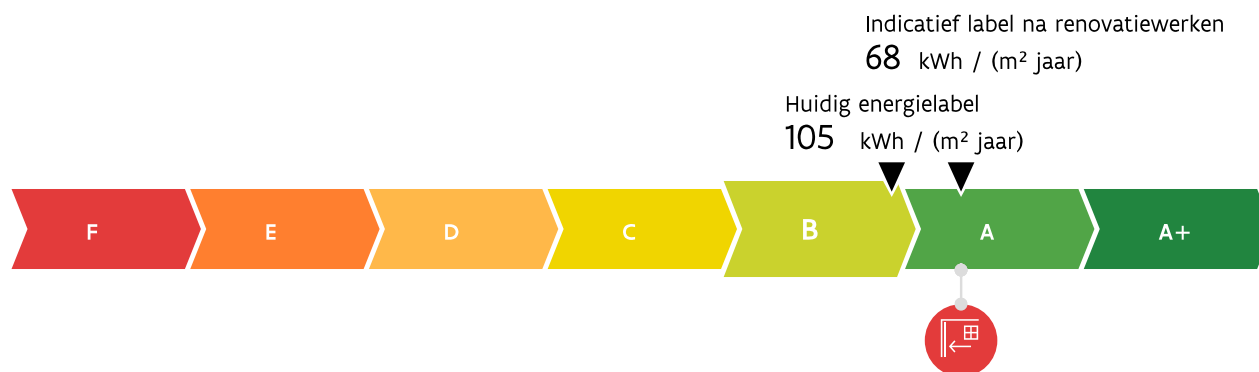 Indicatief label na renovatiewerken
68 kWh / (m² jaar)
Huidig energielabel
105 kWh / (m² jaar)
F E D C B A A+